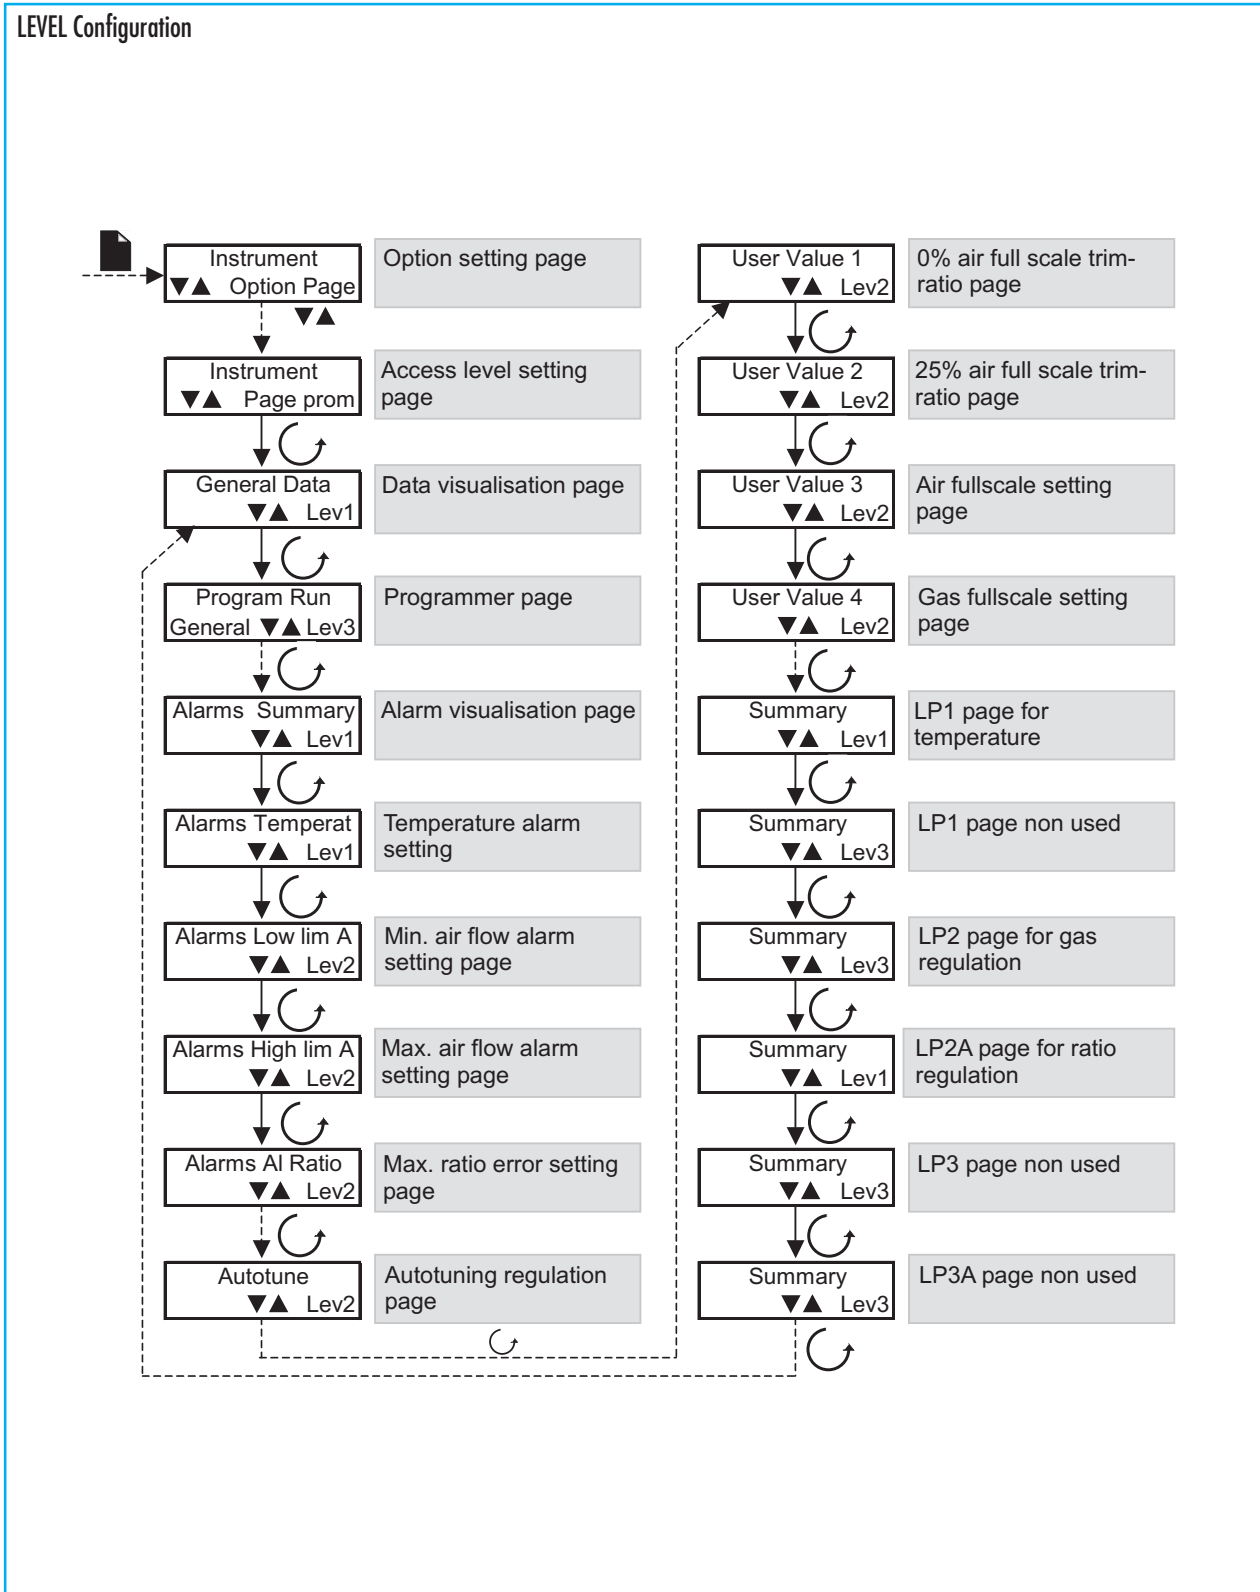 LEVEL Configuration
Instrument
▼▲ Option Page
Option setting page
▼▲
Instrument
▼▲ Page prom
Access level setting
page
General Data
▼▲ Lev1
Data visualisation page
Program Run
General ▼▲ Lev3
Programmer page
Alarms Summary
▼▲ Lev1
Alarm visualisation page
Alarms Temperat
▼▲ Lev1
Temperature alarm
setting
Alarms Low lim A
▼▲ Lev2
Min. air flow alarm
setting page
Alarms High lim A
▼▲ Lev2
Max. air flow alarm
setting page
Alarms Al Ratio
▼▲ Lev2
Max. ratio error setting
page
Autotune
▼▲ Lev2
Autotuning regulation
page
User Value 1
▼▲ Lev2
0% air full scale trim-
ratio page
User Value 2
▼▲ Lev2
25% air full scale trim-
ratio page
User Value 3
▼▲ Lev2
Air fullscale setting
page
User Value 4
▼▲ Lev2
Gas fullscale setting
page
Summary
▼▲ Lev1
LP1 page for
temperature
Summary
▼▲ Lev3
LP1 page non used
Summary
▼▲ Lev3
LP2 page for gas
regulation
Summary
▼▲ Lev1
LP2A page for ratio
regulation
Summary
▼▲ Lev3
LP3 page non used
Summary
▼▲ Lev3
LP3A page non used